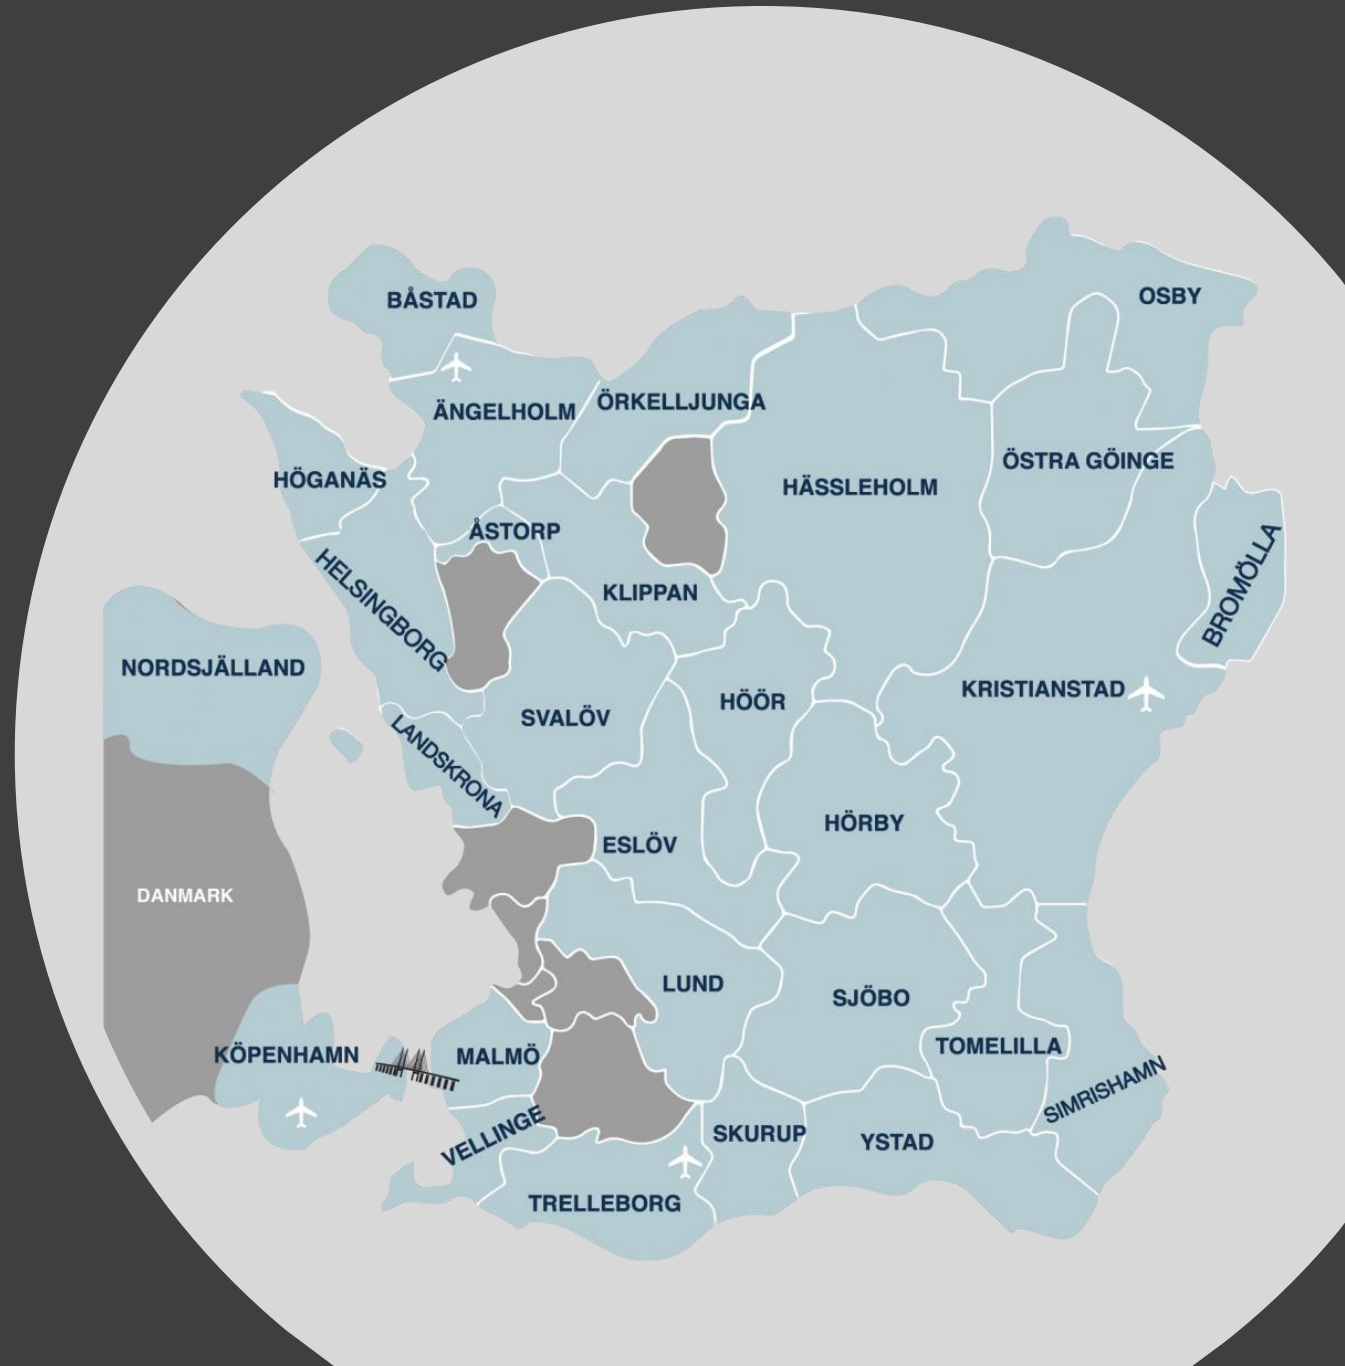 OSBY
BÅSTAD
ÖRKELLJUNGA
ÄNGELHOLM
ÖSTRA GÖINGE
HÖGANÄS
HÄSSLEHOLM
ÅSTORP
BROMÖLLA
KLIPPAN
HELSINGBORG
NORDSJÄLLAND
KRISTIANSTAD
HÖÖR
SVALÖV
LANDSKRONA
HÖRBY
ESLÖV
DANMARK
LUND
SJÖBO
TOMELILLA
KÖPENHAMN
MALMÖ
SIMRISHAMN
SKURUP
VELLINGE
YSTAD
TRELLEBORG